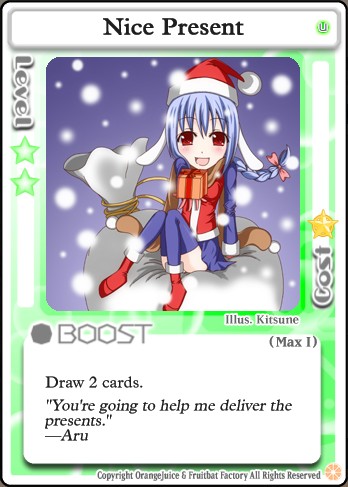 Nice Present
U
Level
Cost
Illus. Kitsune
BOOST
(Max 1)
Draw 2 cards.
"You're going to help me deliver the
presents."
—Aru
Copyright OrangeJuice & Fruitbat Factory All Rights Reserved